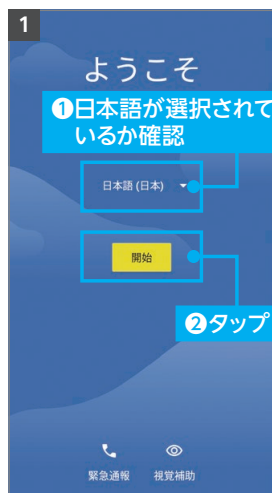 1
ようこそ
❶日本語が選択されて
いるか確認
日本語 (日本)
開始
❷タップ
緊急通報 視覚補助